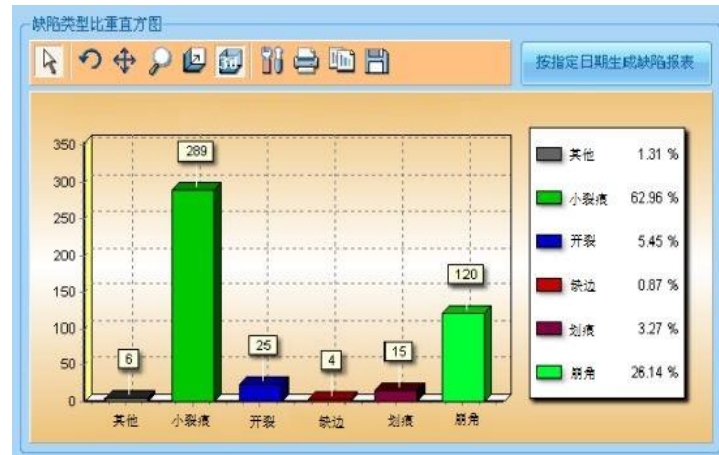 缺陷类型比重直方图
3D
按指定日期生成缺陷报表
350
300
250
200
150
100
50
0
6
289
25
4
15
120
其他
小裂痕
开裂
缺边
划痕
崩角
其他 1.31 %
小裂痕 62.96 %
开裂 5.45 %
缺边 0.87 %
划痕 3.27 %
崩角 26.14 %